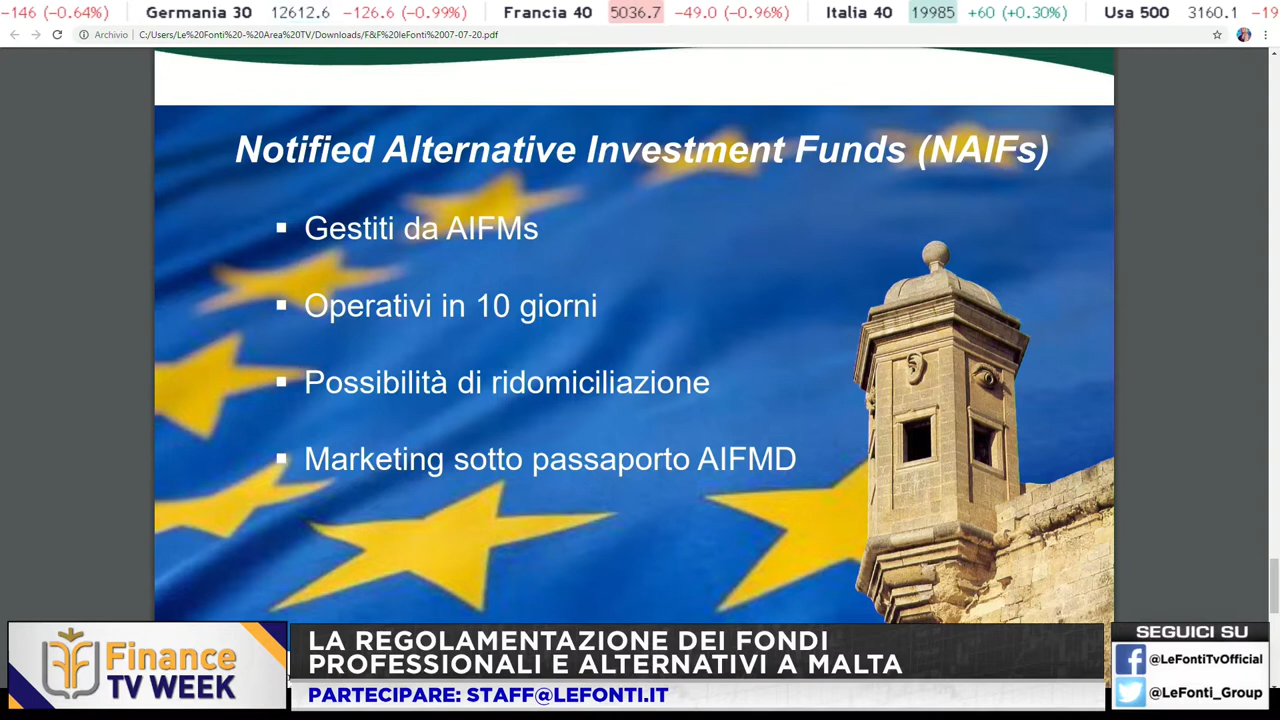 −146 (−0.64%) Germania 30 12612.6 −126.6 (−0.99%) Francia 40 5036.7 −49.0 (−0.96%) Italia 40 19985 +60 (+0.30%) Usa 500 3160.1 −19
Archivio C:/Users/Le%20Fonti%20-%20Area%20TV/Downloads/F&F%20leFonti%2007-07-20.pdf
Notified Alternative Investment Funds (NAIFs)
▪ Gestiti da AIFMs
▪ Operativi in 10 giorni
▪ Possibilità di ridomiciliazione
▪ Marketing sotto passaporto AIFMD
Finance
TV WEEK
LA REGOLAMENTAZIONE DEI FONDI
PROFESSIONALI E ALTERNATIVI A MALTA
PARTECIPARE: STAFF@LEFONTI.IT
SEGUICI SU
@LeFontiTvOfficial
@LeFonti_Group